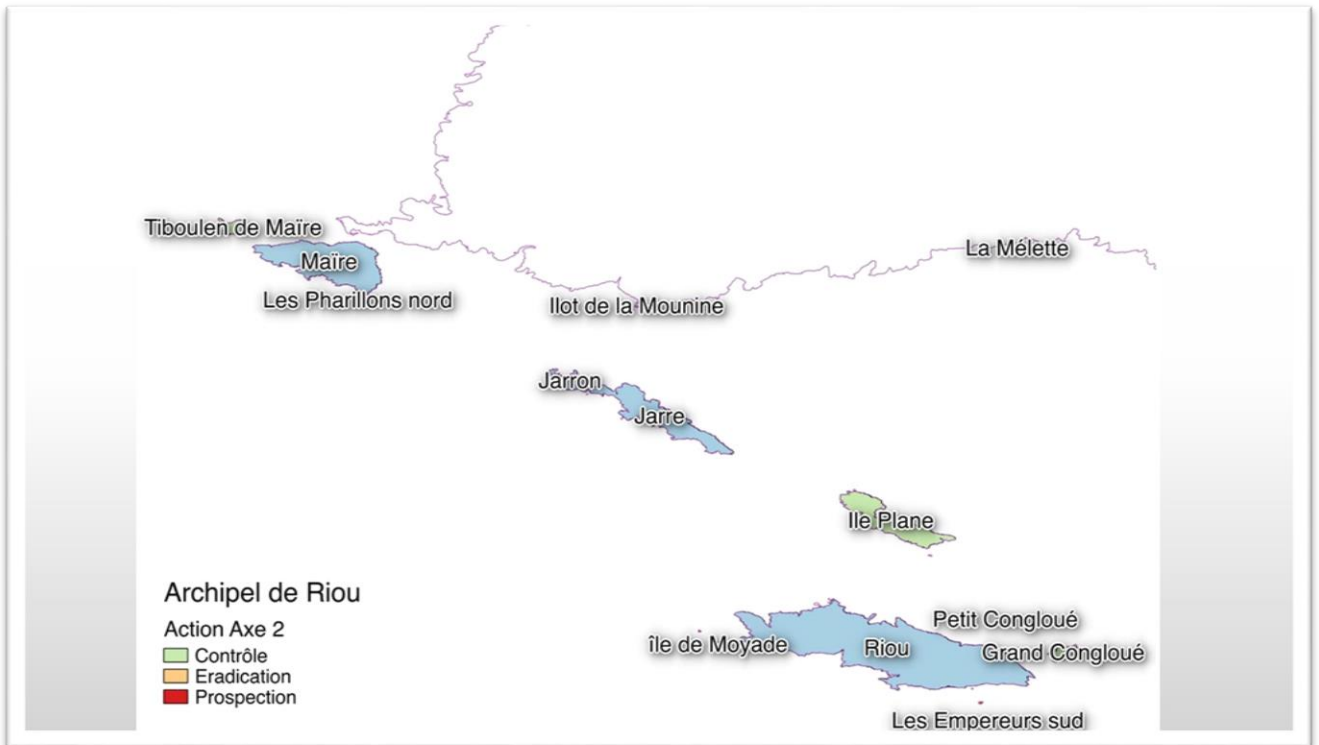 Tiboulen de Maïre
Maïre
Les Pharillons nord
La Mélette
Ilot de la Mounine
Jarron
Jarre
Ile Plane
Archipel de Riou
Action Axe 2
Contrôle
Eradication
Prospection
Petit Congloué
île de Moyade
Riou
Grand Congloué
Les Empereurs sud